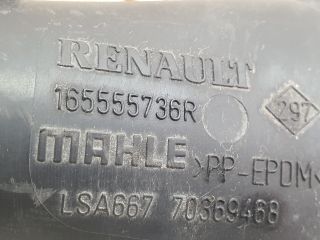 RENAULT
165555736R
297
MAHLE >PP-EPDM<
LSA667 70369468